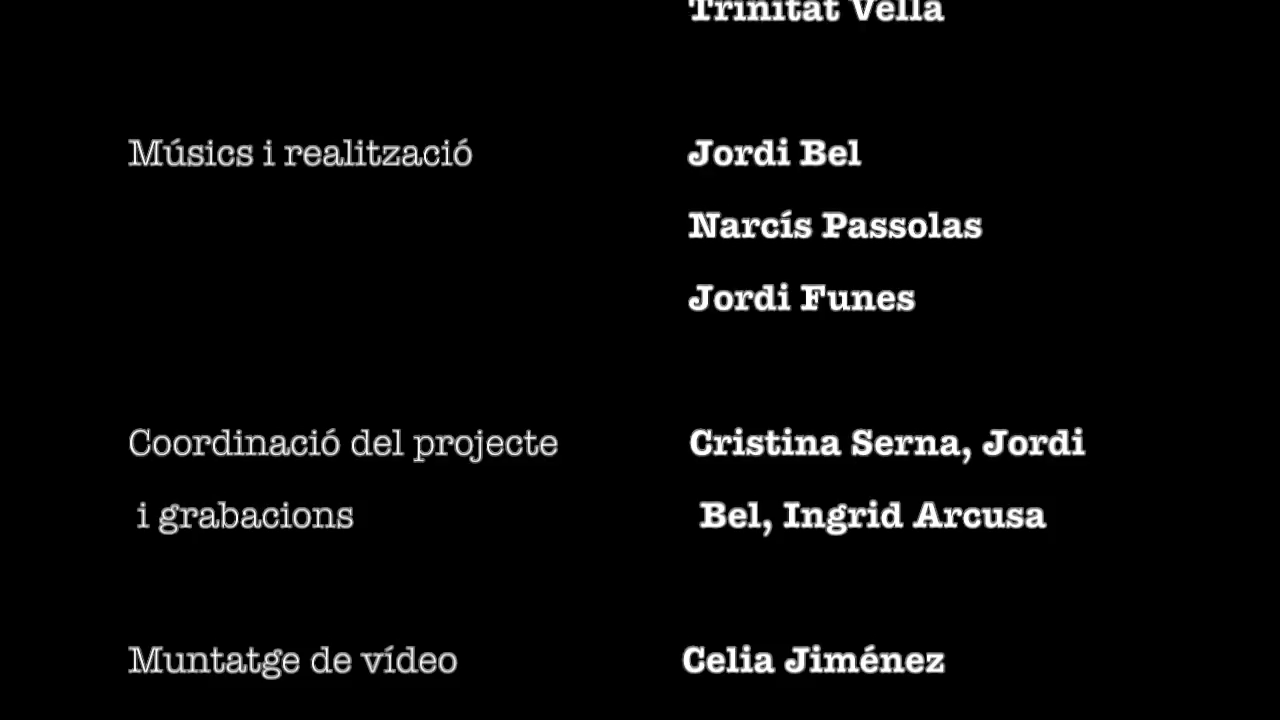 Trinitat Vella
Músics i realització Jordi Bel
Narcís Passolas
Jordi Funes
Coordinació del projecte Cristina Serna, Jordi
i grabacions Bel, Ingrid Arcusa
Muntatge de vídeo Celia Jiménez